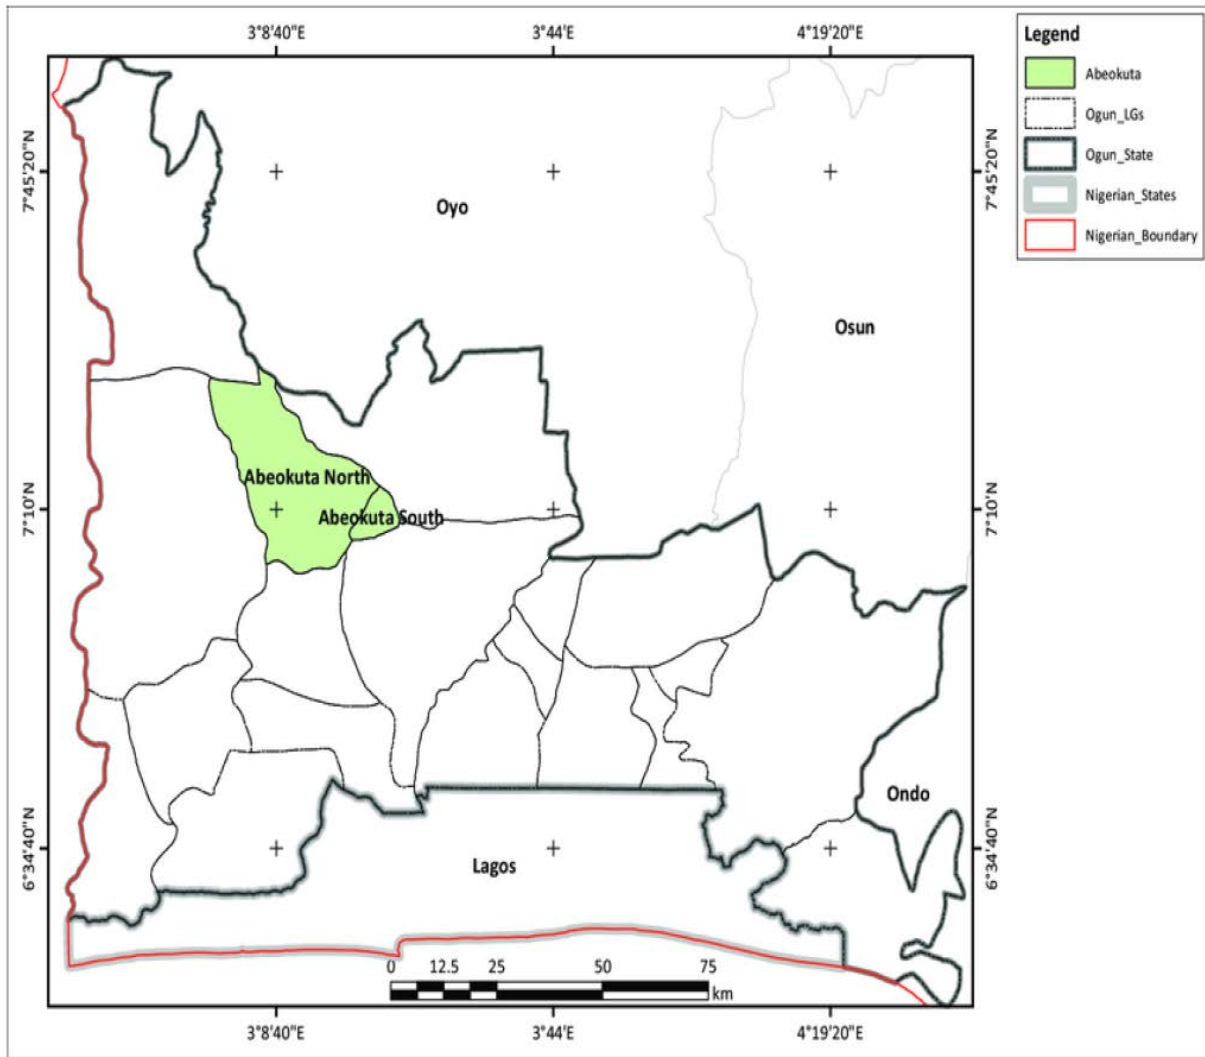 3°8'40"E 3°44'E 4°19'20"E
Legend
Abeokuta
Ogun_LGs
Ogun_State
Nigerian_States
Nigerian_Boundary
7°45'20"N 7°45'20"N
Oyo
Osun
Abeokuta North
7°10'N 7°10'N
Abeokuta South
Ondo
6°34'40"N 6°34'40"N
Lagos
0 12.5 25 50 75
km
3°8'40"E 3°44'E 4°19'20"E